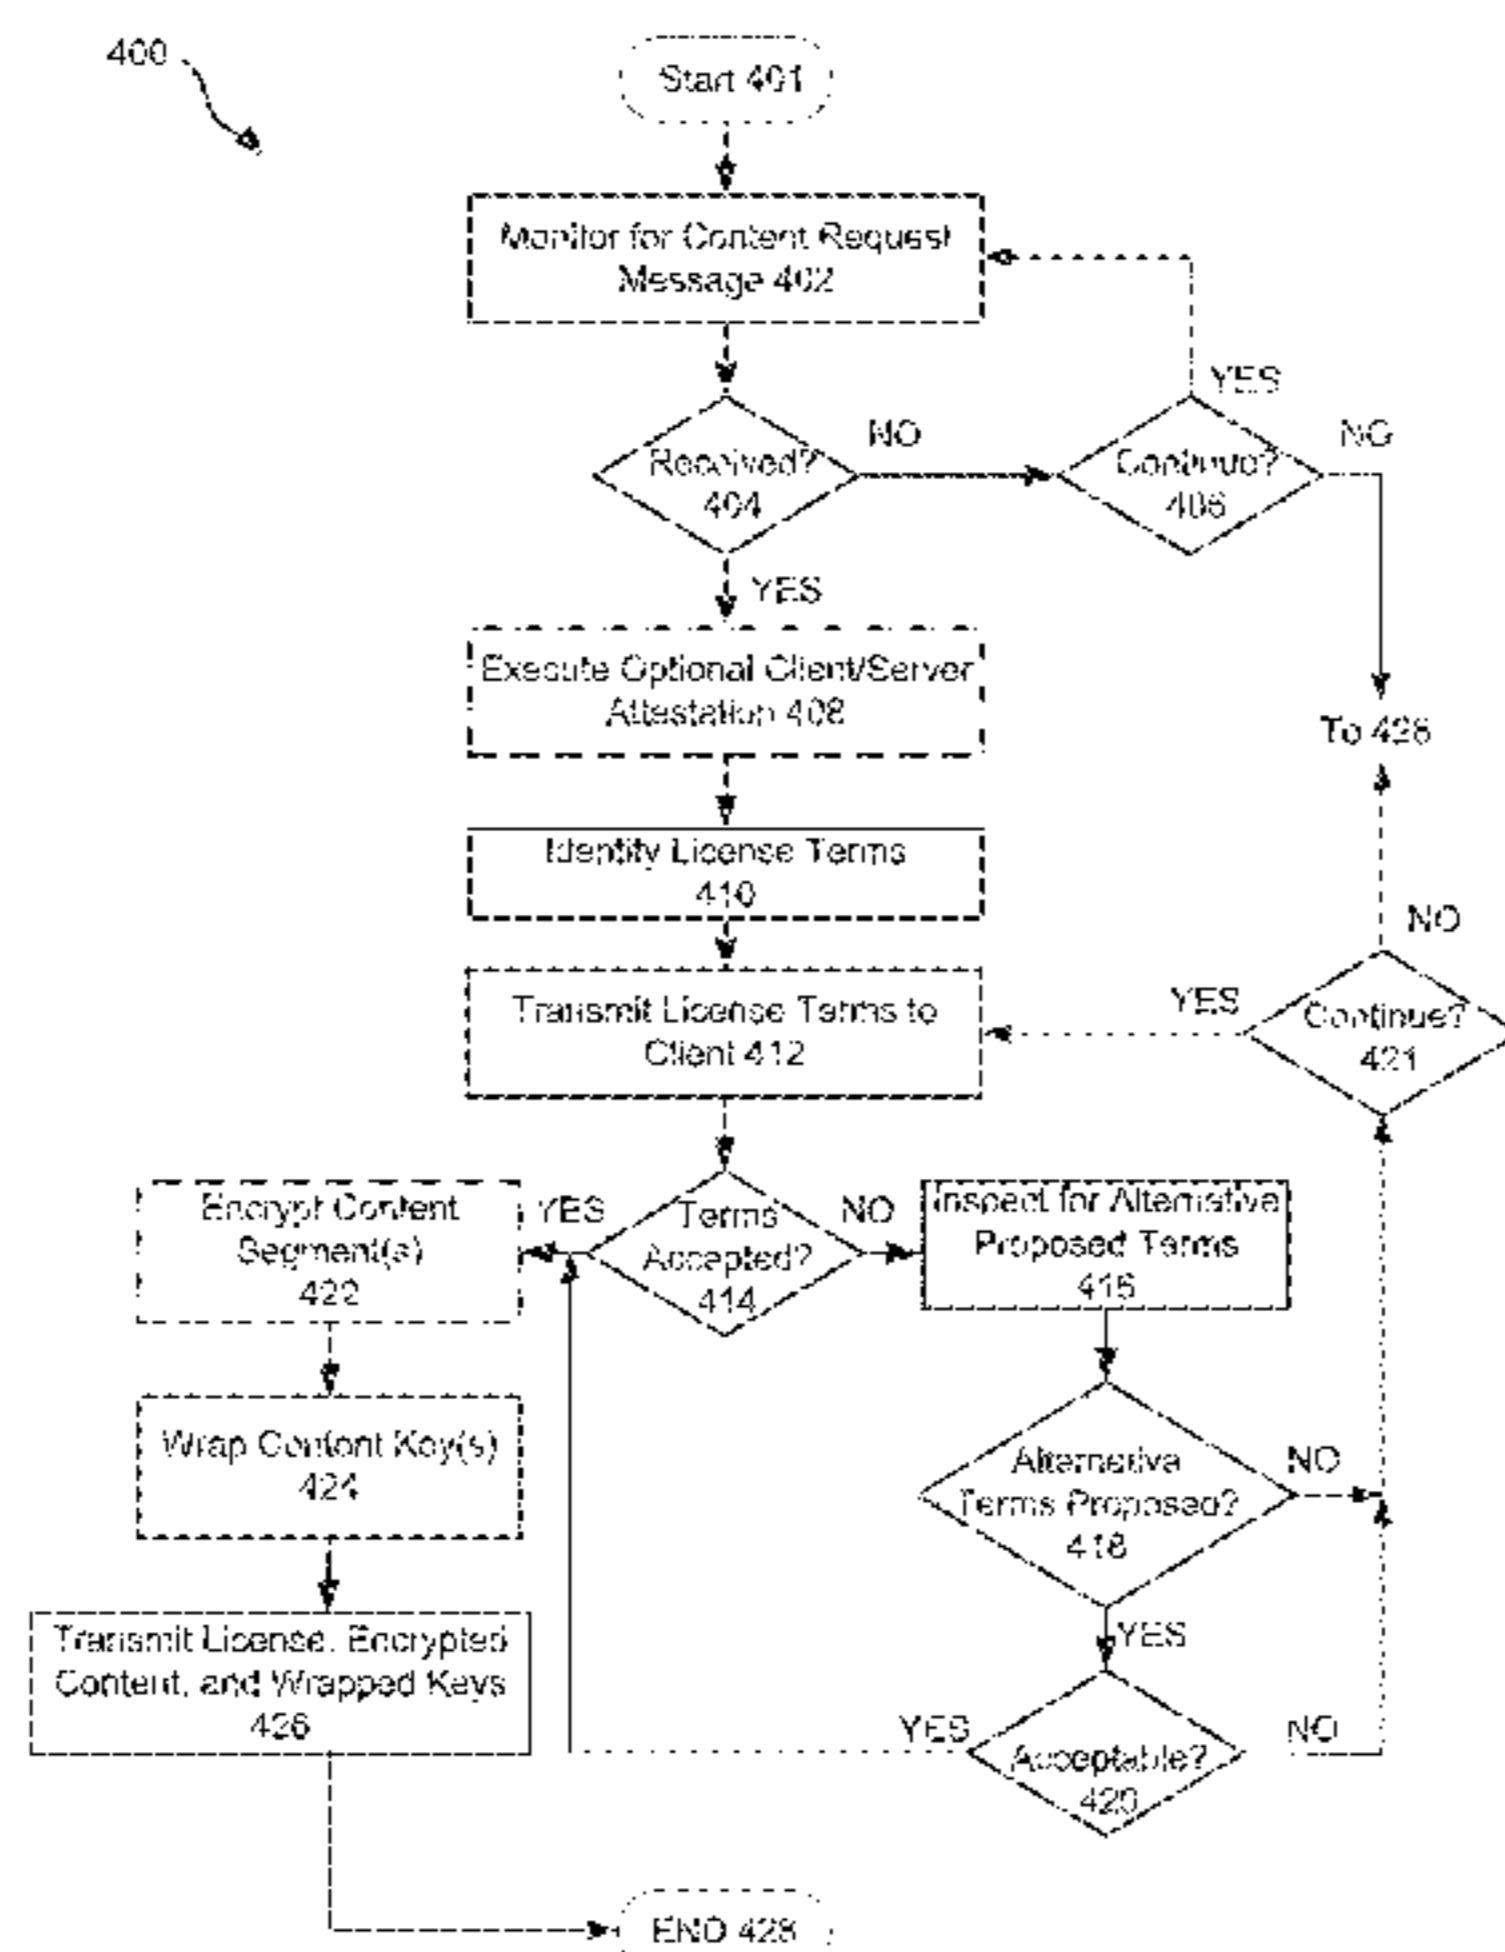 400
Start 401
Monitor for Content Request
Message 402
YES
NO
NO
Received?
404
Continue?
406
YES
Execute Optional Client/Server
Attestation 408
To 428
Identify License Terms
410
NO
YES
Continue?
421
Transmit License Terms to
Client 412
Encrypt Content
Segment(s)
422
YES
Terms
Accepted?
414
NO
Inspect for Alternative
Proposed Terms
416
Wrap Content Key(s)
424
Alternative
Terms Proposed?
418
NO
YES
Transmit License, Encrypted
Content, and Wrapped Keys
426
YES
Acceptable?
420
NO
END 428